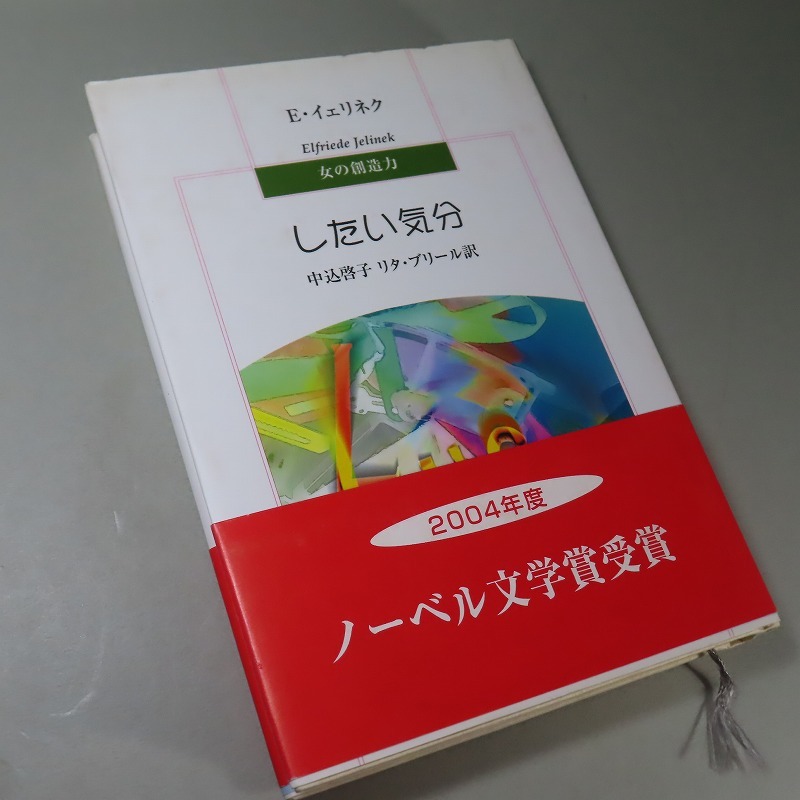 E・イェリネク
Elfriede Jelinek
女の創造力
したい気分
中込啓子 リタ・ブリール訳
2004年度
ノーベル文学賞受賞